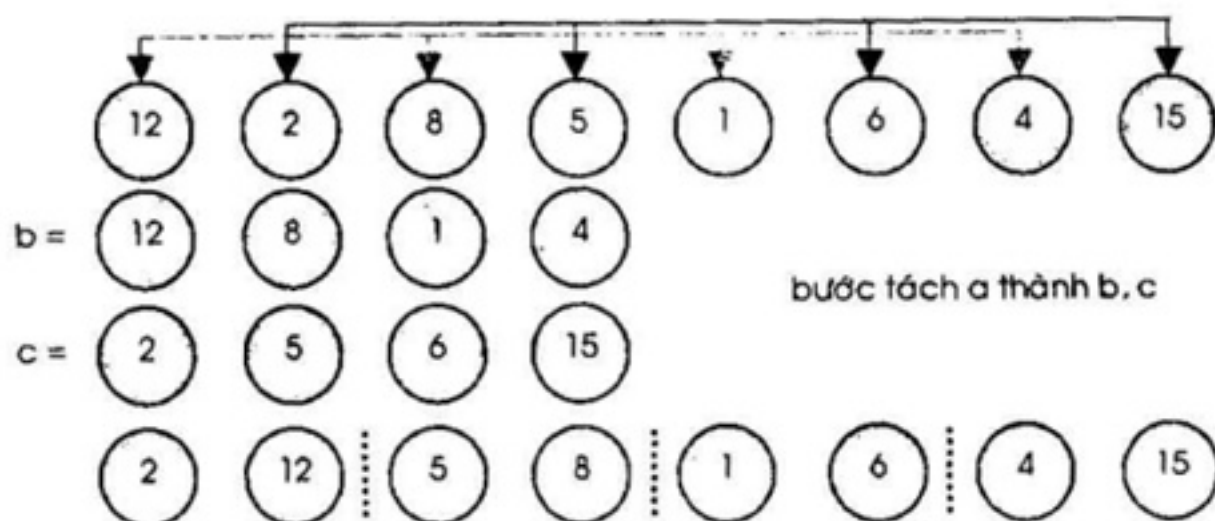 12 2 8 5 1 6 4 15
b = 12 8 1 4
bước tách a thành b, c
c = 2 5 6 15
2 12 5 8 1 6 4 15